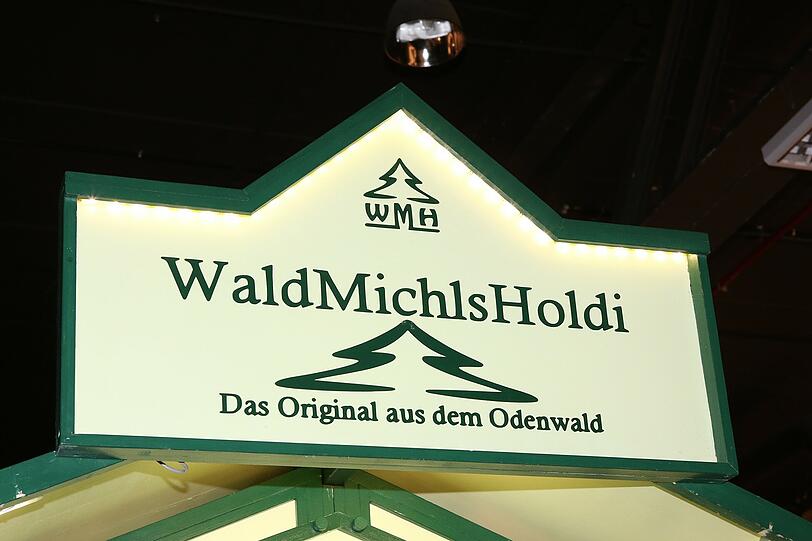 WMH
WaldMichlsHoldi
Das Original aus dem Odenwald